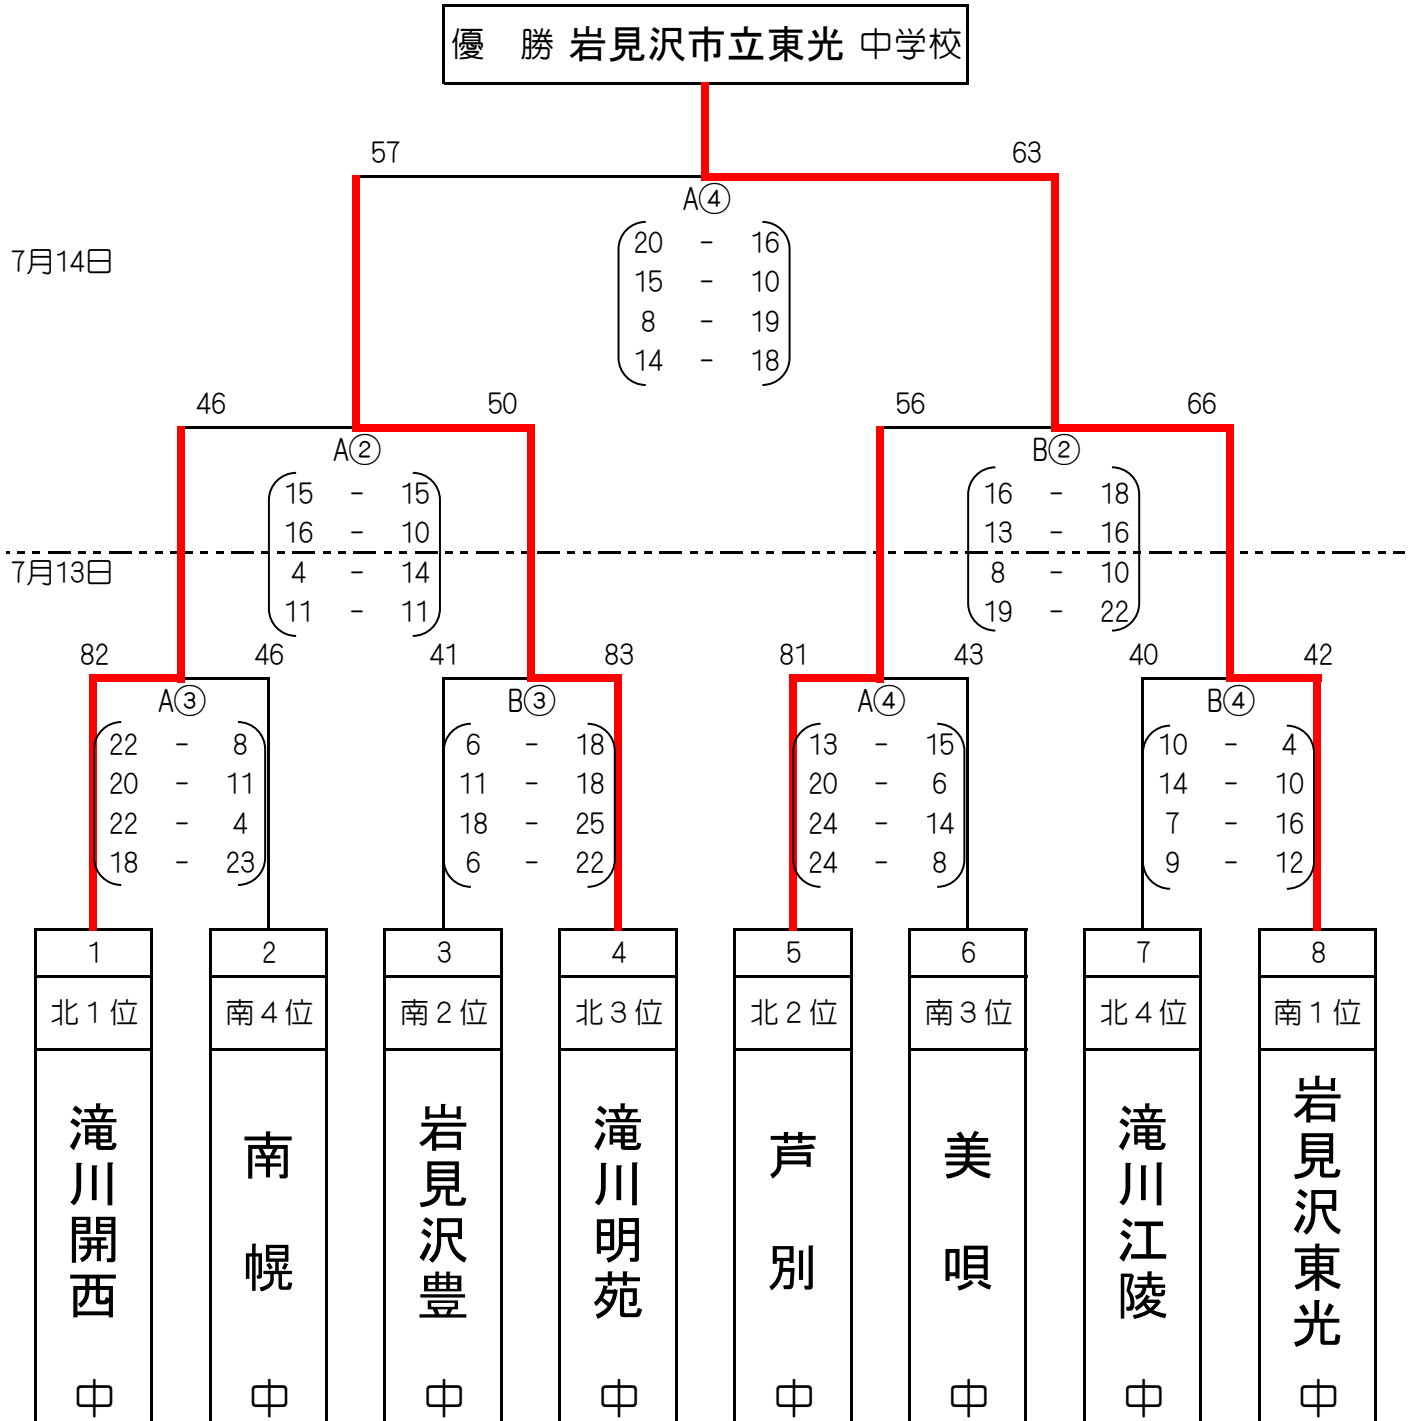 優　勝 岩見沢市立東光 中学校
57 63
A④
20 - 16
7月14日
15 - 10
8 - 19
14 - 18
46 50 56 66
A② B②
15 - 15 16 - 18
16 - 10 13 - 16
7月13日
4 - 14 8 - 10
11 - 11 19 - 22
82 46 41 83 81 43 40 42
A③ B③ A④ B④
22 - 8 6 - 18 13 - 15 10 - 4
20 - 11 11 - 18 20 - 6 14 - 10
22 - 4 18 - 25 24 - 14 7 - 16
18 - 23 6 - 22 24 - 8 9 - 12
1 2 3 4 5 6 7 8
北１位 南４位 南２位 北３位 北２位 南３位 北４位 南１位
滝川開西中
南幌中
岩見沢豊中
滝川明苑中
芦別中
美唄中
滝川江陵中
岩見沢東光中